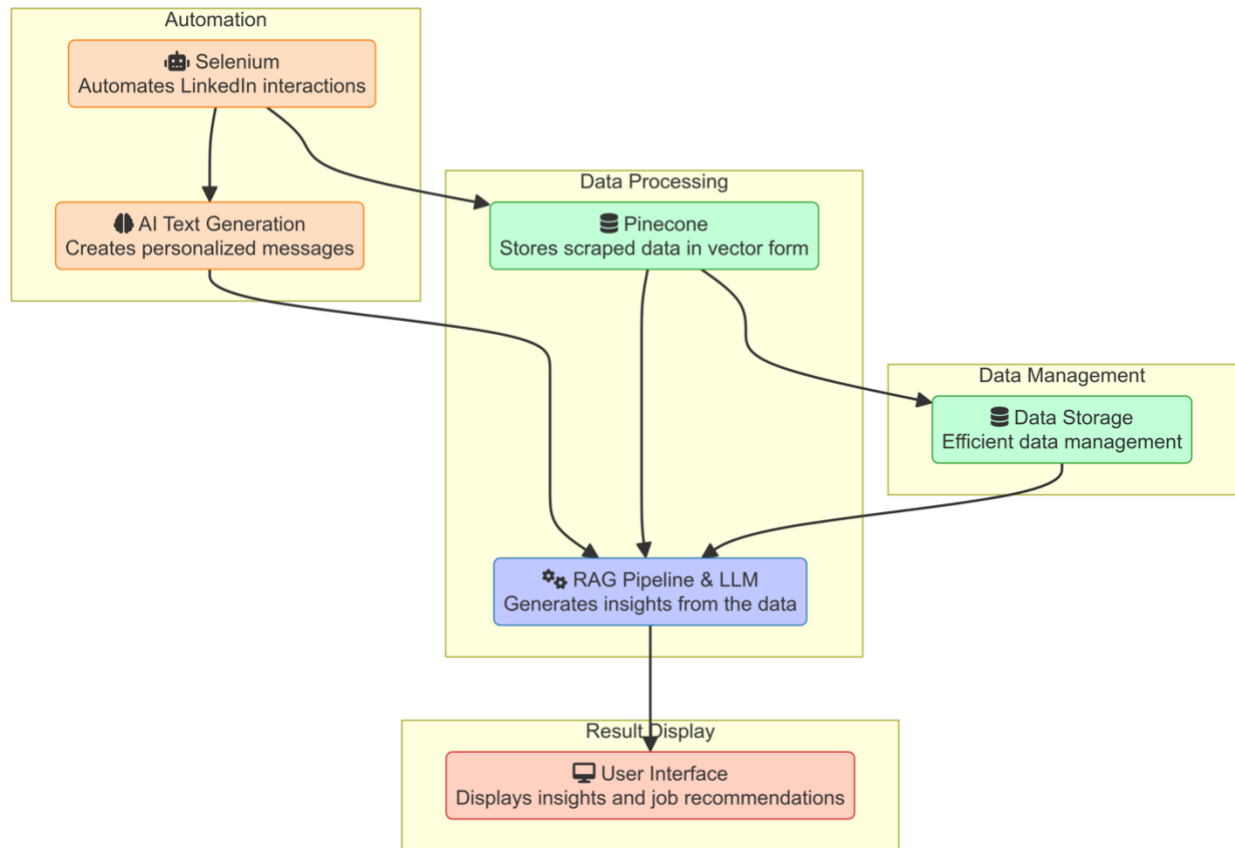 Automation
Selenium
Automates LinkedIn interactions
AI Text Generation
Creates personalized messages
Data Processing
Pinecone
Stores scraped data in vector form
Data Management
Data Storage
Efficient data management
RAG Pipeline & LLM
Generates insights from the data
Result Display
User Interface
Displays insights and job recommendations